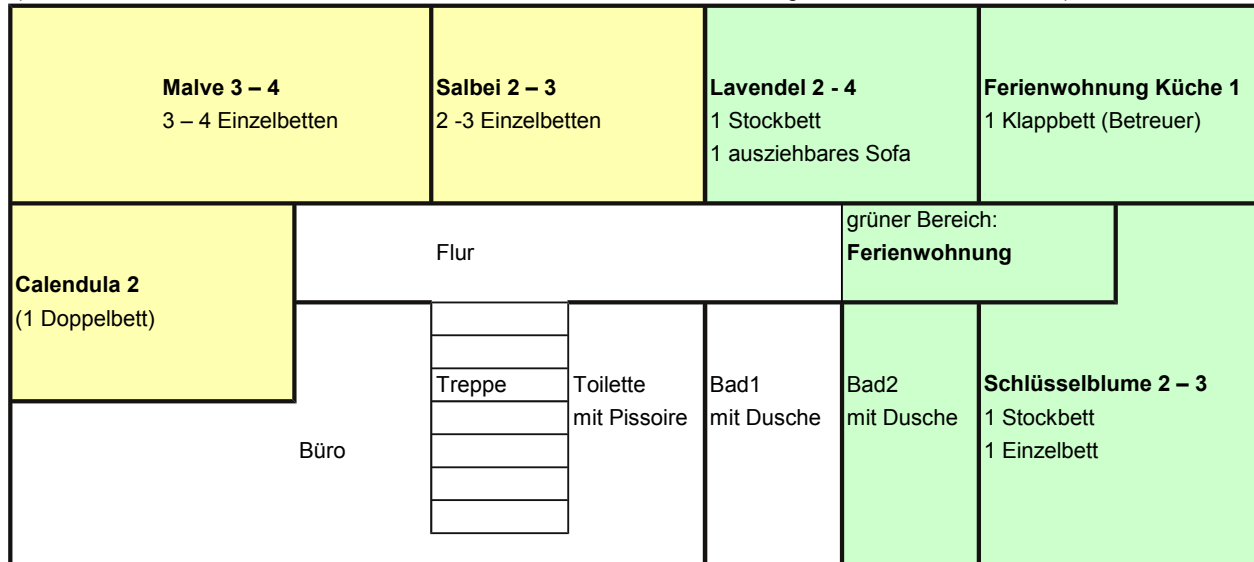 Malve 3 – 4
3 – 4 Einzelbetten
Salbei 2 – 3
2 -3 Einzelbetten
Lavendel 2 - 4
1 Stockbett
1 ausziehbares Sofa
Ferienwohnung Küche 1
1 Klappbett (Betreuer)
Calendula 2
(1 Doppelbett)
Flur
grüner Bereich:
Ferienwohnung
Büro
Treppe
Toilette
mit Pissoire
Bad1
mit Dusche
Bad2
mit Dusche
Schlüsselblume 2 – 3
1 Stockbett
1 Einzelbett